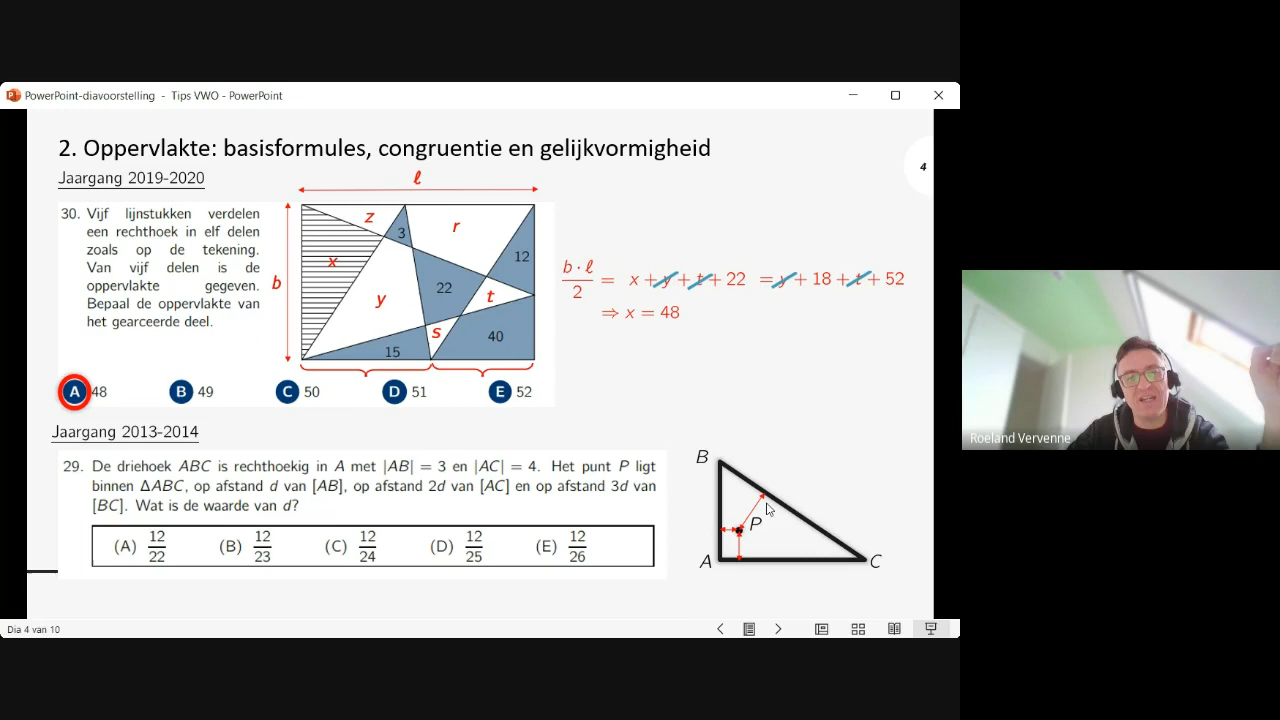 PowerPoint-diavoorstelling - Tips VWO - PowerPoint
2. Oppervlakte: basisformules, congruentie en gelijkvormigheid
4
Jaargang 2019-2020
30. Vijf lijnstukken verdelen
een rechthoek in elf delen
zoals op de tekening.
Van vijf delen is de
oppervlakte gegeven.
Bepaal de oppervlakte van
het gearceerde deel.
ℓ
b
z
3
r
12
x
y
22
t
s
40
15
b · ℓ
2
= x + y + t + 22 = y + 18 + t + 52
⇒ x = 48
A 48
B 49
C 50
D 51
E 52
Jaargang 2013-2014
29. De driehoek ABC is rechthoekig in A met |AB| = 3 en |AC| = 4. Het punt P ligt
binnen ΔABC, op afstand d van [AB], op afstand 2d van [AC] en op afstand 3d van
[BC]. Wat is de waarde van d?
(A) 12/22 (B) 12/23 (C) 12/24 (D) 12/25 (E) 12/26
B
P
A
C
Roeland Vervenne
Dia 4 van 10